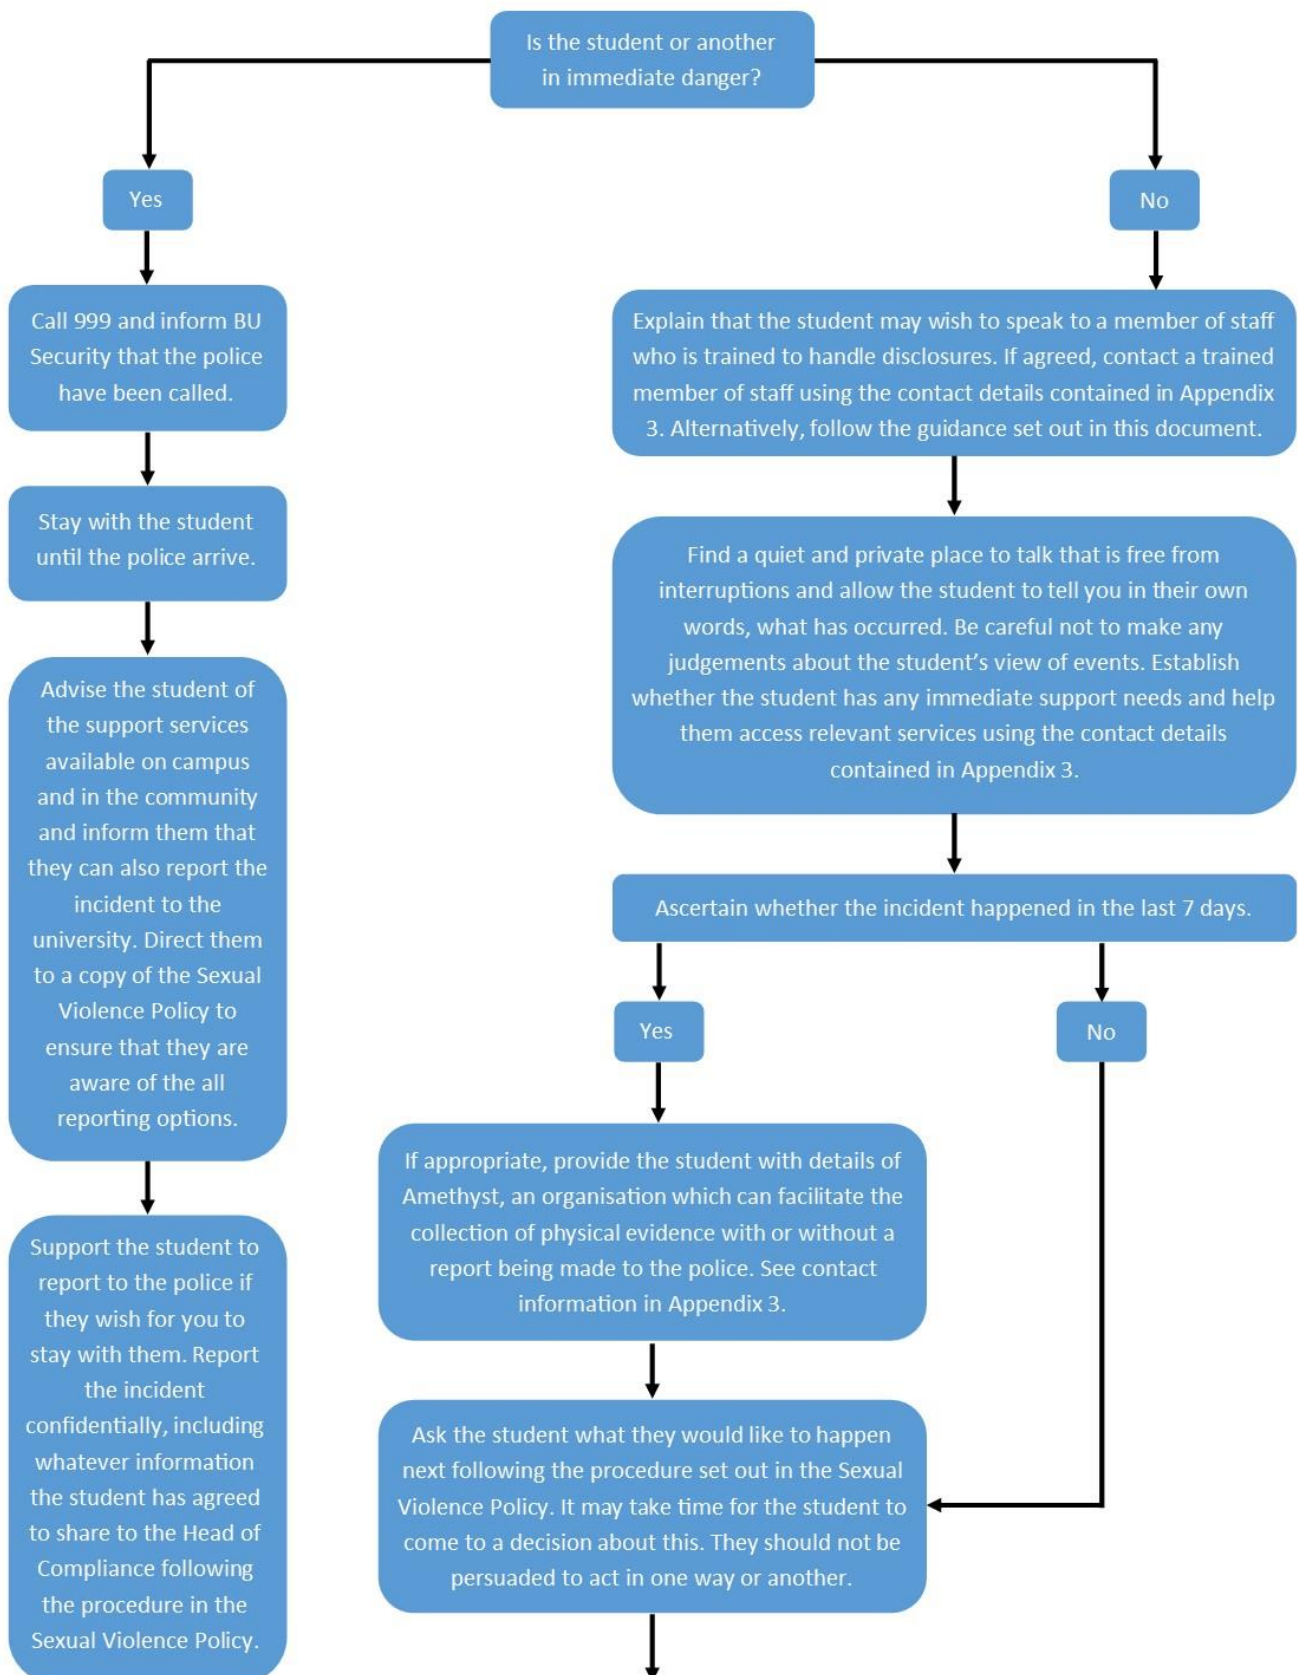 Is the student or another
in immediate danger?
Yes
No
Call 999 and inform BU
Security that the police
have been called.
Explain that the student may wish to speak to a member of staff
who is trained to handle disclosures. If agreed, contact a trained
member of staff using the contact details contained in Appendix
3. Alternatively, follow the guidance set out in this document.
Stay with the student
until the police arrive.
Find a quiet and private place to talk that is free from
interruptions and allow the student to tell you in their own
words, what has occurred. Be careful not to make any
judgements about the student’s view of events. Establish
whether the student has any immediate support needs and help
them access relevant services using the contact details
contained in Appendix 3.
Advise the student of
the support services
available on campus
and in the community
and inform them that
they can also report the
incident to the
university. Direct them
to a copy of the Sexual
Violence Policy to
ensure that they are
aware of the all
reporting options.
Ascertain whether the incident happened in the last 7 days.
Yes
No
If appropriate, provide the student with details of
Amethyst, an organisation which can facilitate the
collection of physical evidence with or without a
report being made to the police. See contact
information in Appendix 3.
Support the student to
report to the police if
they wish for you to
stay with them. Report
the incident
confidentially, including
whatever information
the student has agreed
to share to the Head of
Compliance following
the procedure in the
Sexual Violence Policy.
Ask the student what they would like to happen
next following the procedure set out in the Sexual
Violence Policy. It may take time for the student to
come to a decision about this. They should not be
persuaded to act in one way or another.